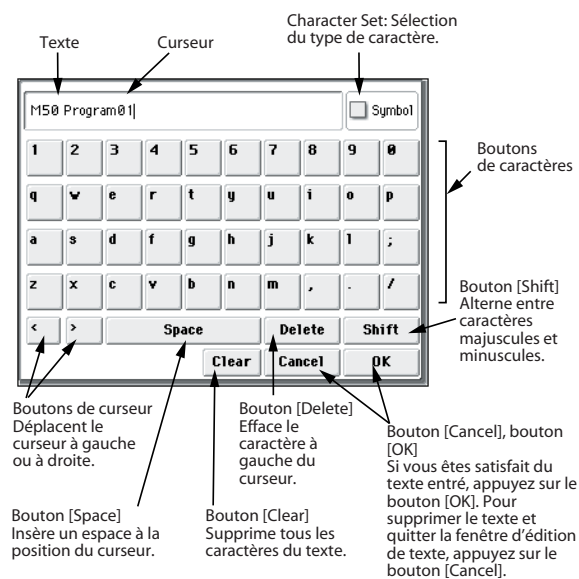 Character Set: Sélection
du type de caractère.
Texte
Curseur
M50 Program01
Symbol
1 2 3 4 5 6 7 8 9 0
q w e r t y u i o p
a s d f g h j k l ;
z x c v b n m , . /
< > Space Delete Shift
Clear Cancel OK
Boutons
de caractères
Bouton [Shift]
Alterne entre
caractères
majuscules et
minuscules.
Boutons de curseur
Déplacent le
curseur à gauche
ou à droite.
Bouton [Delete]
Efface le
caractère à
gauche du
curseur.
Bouton [Cancel], bouton
[OK]
Si vous êtes satisfait du
texte entré, appuyez sur le
bouton [OK]. Pour
supprimer le texte et
quitter la fenêtre d'édition
de texte, appuyez sur le
bouton [Cancel].
Bouton [Space]
Insère un espace à la
position du curseur.
Bouton [Clear]
Supprime tous les
caractères du texte.